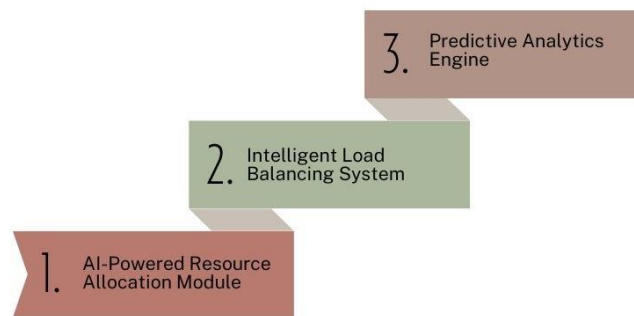 3. Predictive Analytics
Engine
2. Intelligent Load
Balancing System
1. AI-Powered Resource
Allocation Module